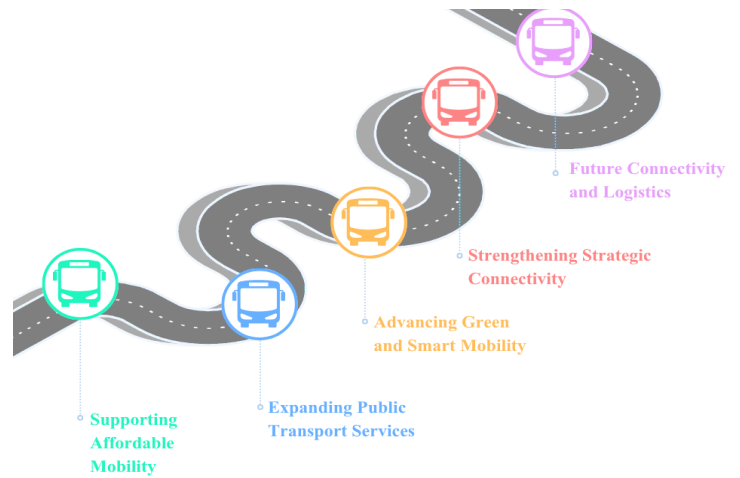 Future Connectivity
and Logistics
Strengthening Strategic
Connectivity
Advancing Green
and Smart Mobility
Expanding Public
Transport Services
Supporting
Affordable
Mobility